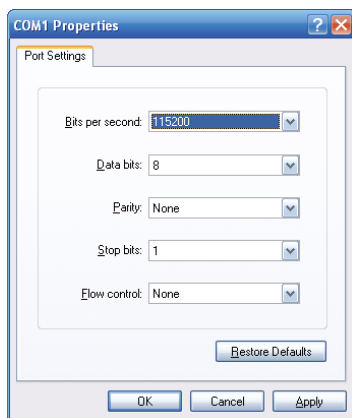 COM1 Properties
Port Settings
Bits per second: 115200
Data bits: 8
Parity: None
Stop bits: 1
Flow control: None
Restore Defaults
OK Cancel Apply